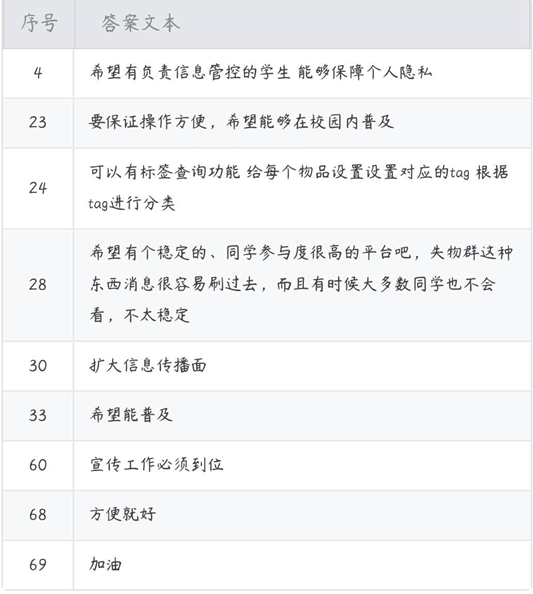 序号 答案文本
4 希望有负责信息管控的学生 能够保障个人隐私
23 要保证操作方便，希望能够在校园内普及
24 可以有标签查询功能 给每个物品设置设置对应的tag 根据
tag进行分类
28 希望有个稳定的、同学参与度很高的平台吧，失物群这种
东西消息很容易刷过去，而且有时候大多数同学也不会
看，不太稳定
30 扩大信息传播面
33 希望能普及
60 宣传工作必须到位
68 方便就好
69 加油